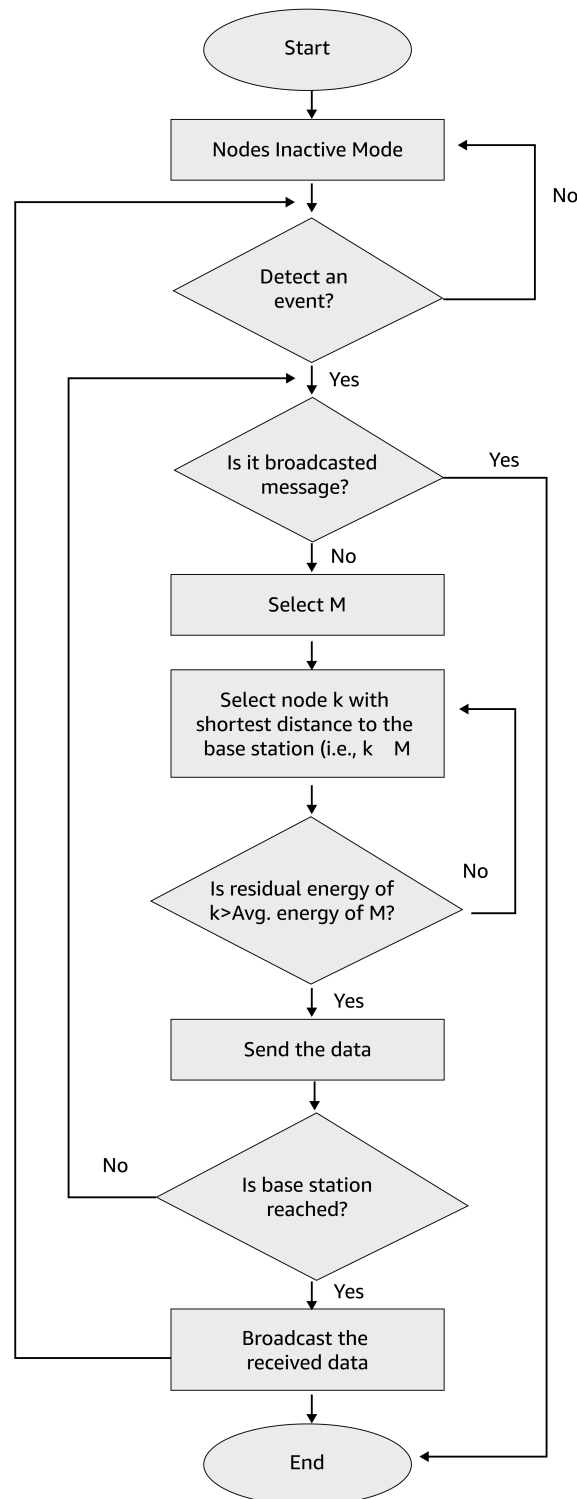 Start
Nodes Inactive Mode
No
Detect an
event?
Yes
Is it broadcasted
message?
Yes
No
Select M
Select node k with
shortest distance to the
base station (i.e., k M
Is residual energy of
k>Avg. energy of M?
No
Yes
Send the data
Is base station
reached?
No
Yes
Broadcast the
received data
End